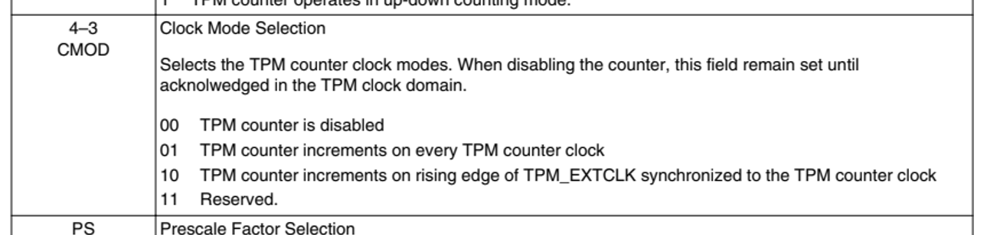 1 TPM counter operates in up-down counting mode.
4–3
CMOD
Clock Mode Selection
Selects the TPM counter clock modes. When disabling the counter, this field remain set until
acknolwedged in the TPM clock domain.
00 TPM counter is disabled
01 TPM counter increments on every TPM counter clock
10 TPM counter increments on rising edge of TPM_EXTCLK synchronized to the TPM counter clock
11 Reserved.
PS
Prescale Factor Selection